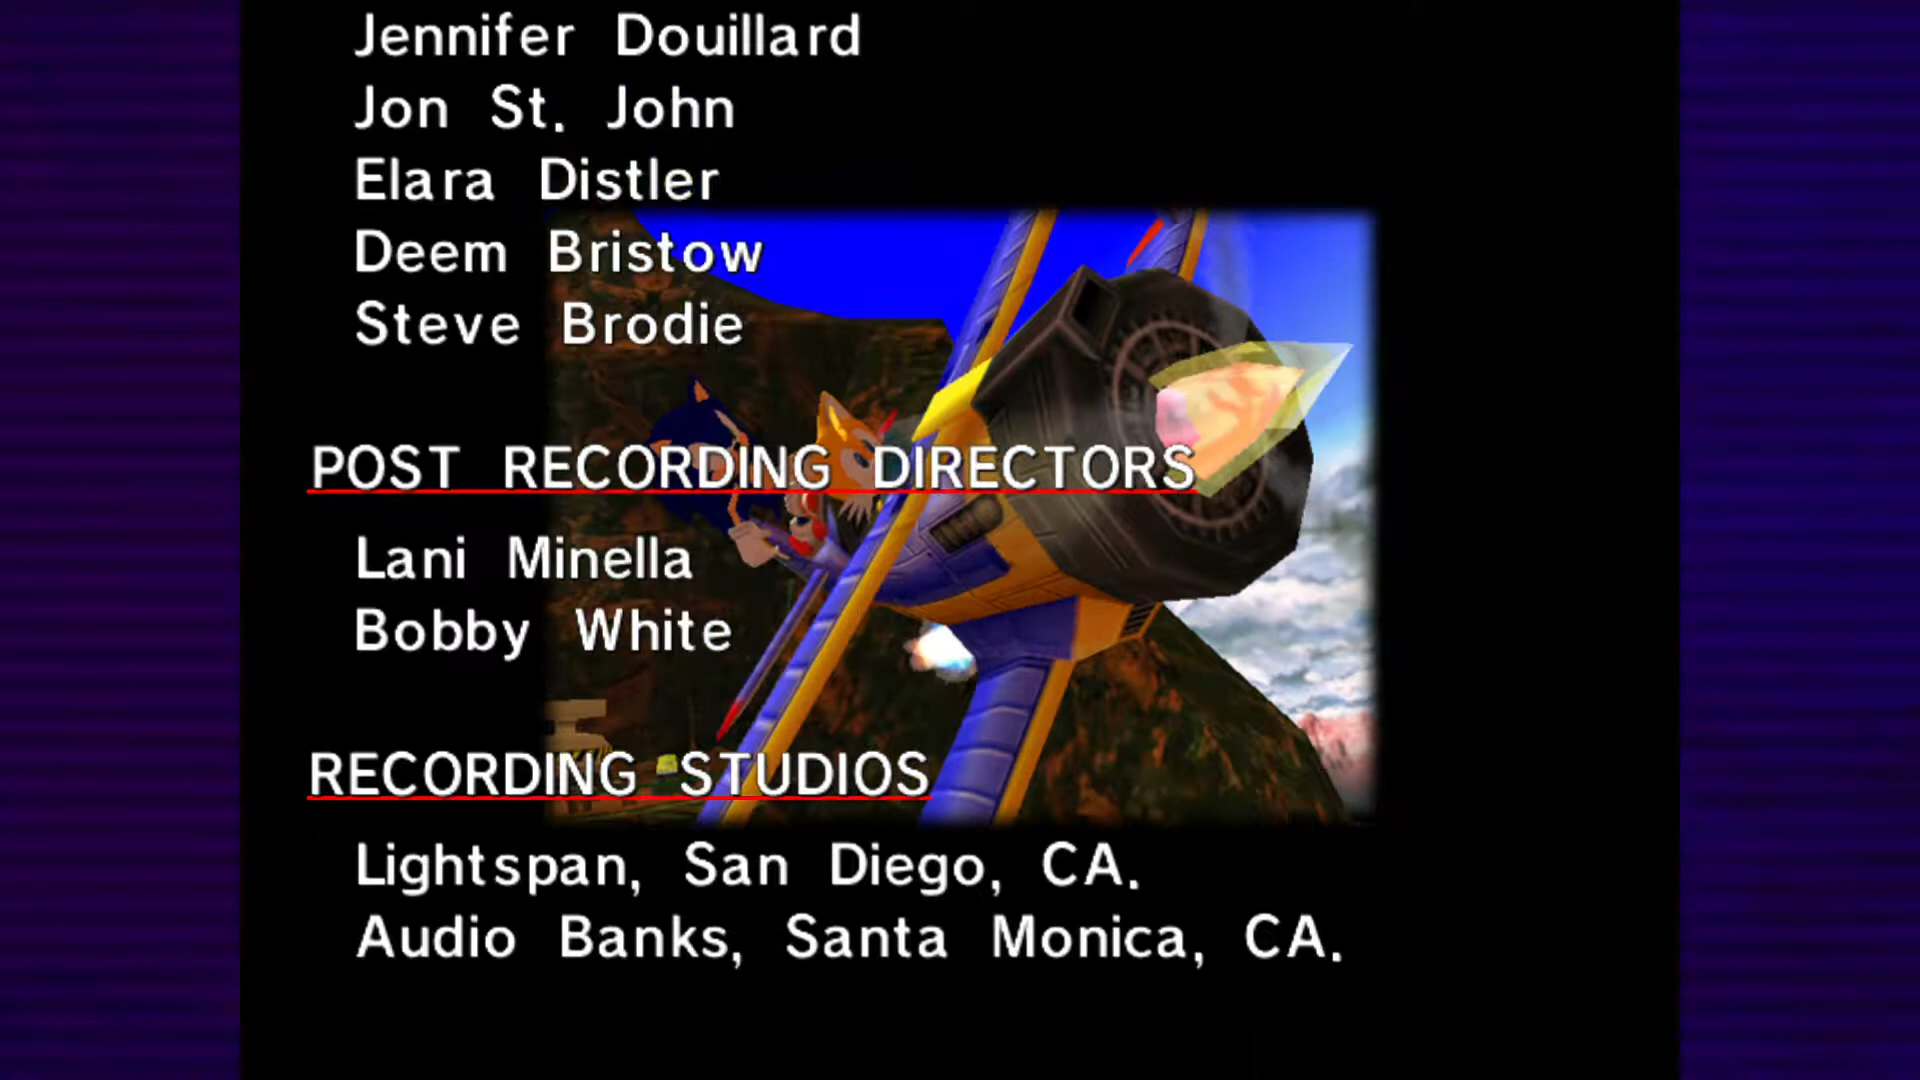 Jennifer Douillard
Jon St. John
Elara Distler
Deem Bristow
Steve Brodie
POST RECORDING DIRECTORS
Lani Minella
Bobby White
RECORDING STUDIOS
Lightspan, San Diego, CA.
Audio Banks, Santa Monica, CA.